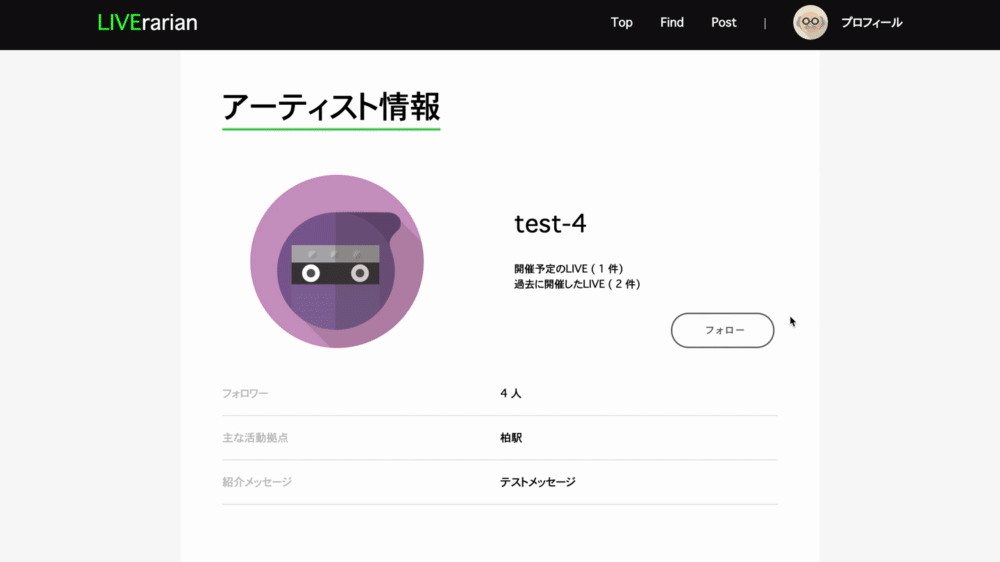 LIVErarian
Top Find Post | プロフィール
アーティスト情報
test-4
開催予定のLIVE ( 1 件)
過去に開催したLIVE ( 2 件)
フォロー
フォロワー 4 人
主な活動拠点 柏駅
紹介メッセージ テストメッセージ